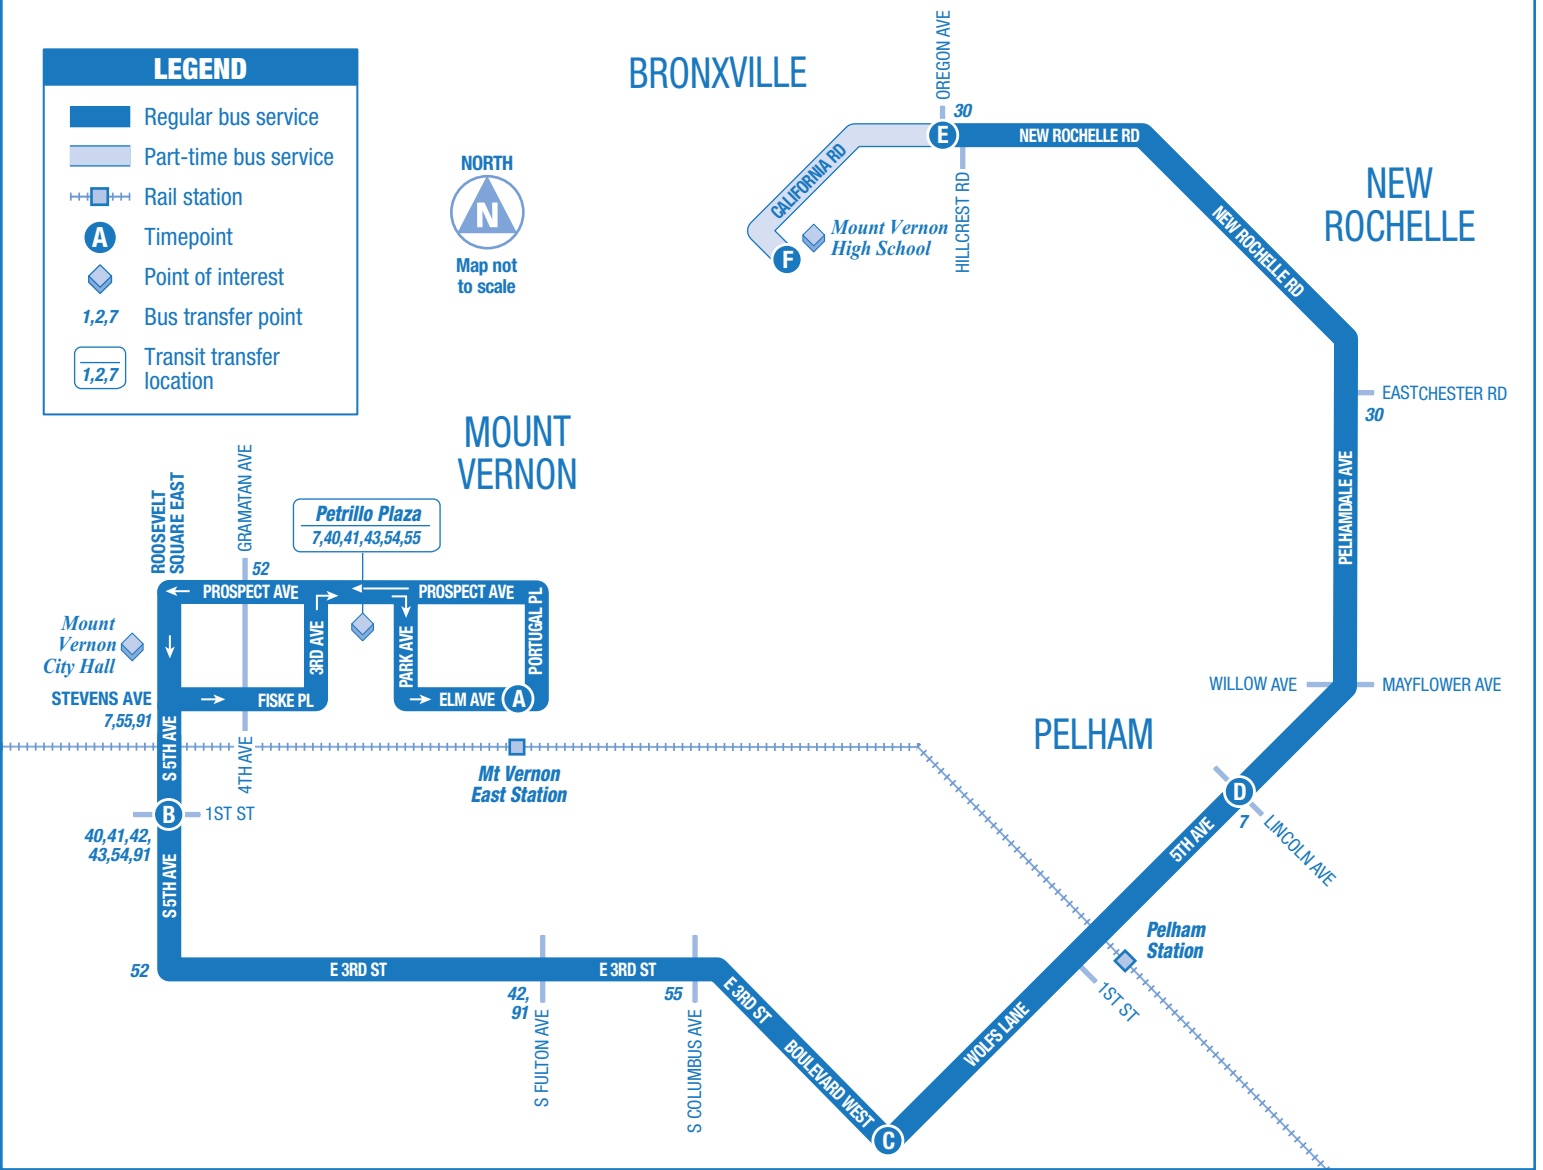 LEGEND
Regular bus service
Part-time bus service
Rail station
A
Timepoint
Point of interest
1,2,7
Bus transfer point
1,2,7
Transit transfer
location
NORTH
N
Map not
to scale
BRONXVILLE
OREGON AVE
30
E
NEW ROCHELLE RD
CALIFORNIA RD
HILLCREST RD
Mount Vernon
High School
F
NEW ROCHELLE RD
NEW
ROCHELLE
EASTCHESTER RD
30
PELHAMDALE AVE
MOUNT
VERNON
ROOSEVELT
SQUARE EAST
GRAMATAN AVE
52
Petrillo Plaza
7,40,41,43,54,55
PROSPECT AVE
PROSPECT AVE
Mount
Vernon
City Hall
3RD AVE
PARK AVE
PORTUGAL PL
STEVENS AVE
7,55,91
FISKE PL
ELM AVE
A
S 5TH AVE
4TH AVE
Mt Vernon
East Station
B
1ST ST
40,41,42,
43,54,91
S 5TH AVE
52
E 3RD ST
E 3RD ST
42,
91
S FULTON AVE
55
S COLUMBUS AVE
E 3RD ST
BOULEVARD WEST
C
WOLFS LANE
1ST ST
Pelham
Station
5TH AVE
PELHAM
D
7
LINCOLN AVE
WILLOW AVE
MAYFLOWER AVE